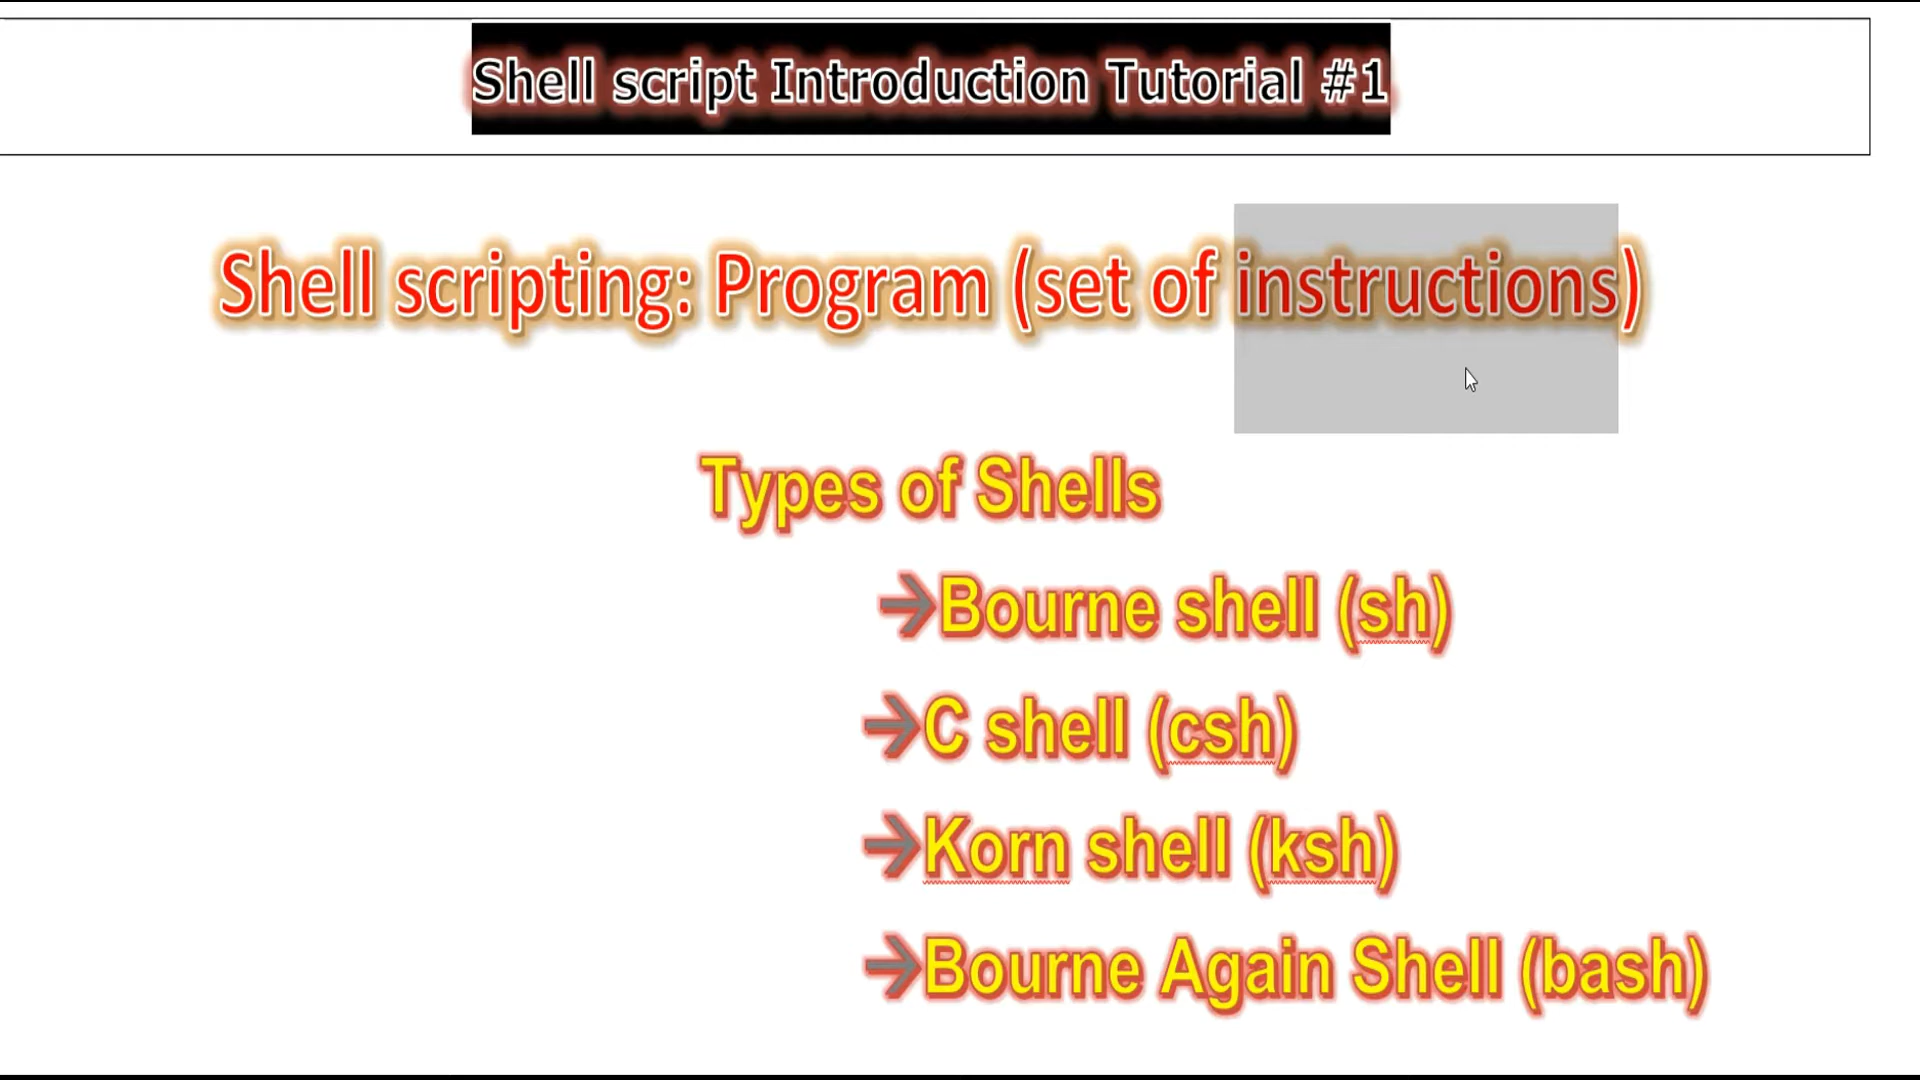 Shell script Introduction Tutorial #1
Shell scripting: Program (set of instructions)
Types of Shells
→Bourne shell (sh)
→C shell (csh)
→Korn shell (ksh)
→Bourne Again Shell (bash)